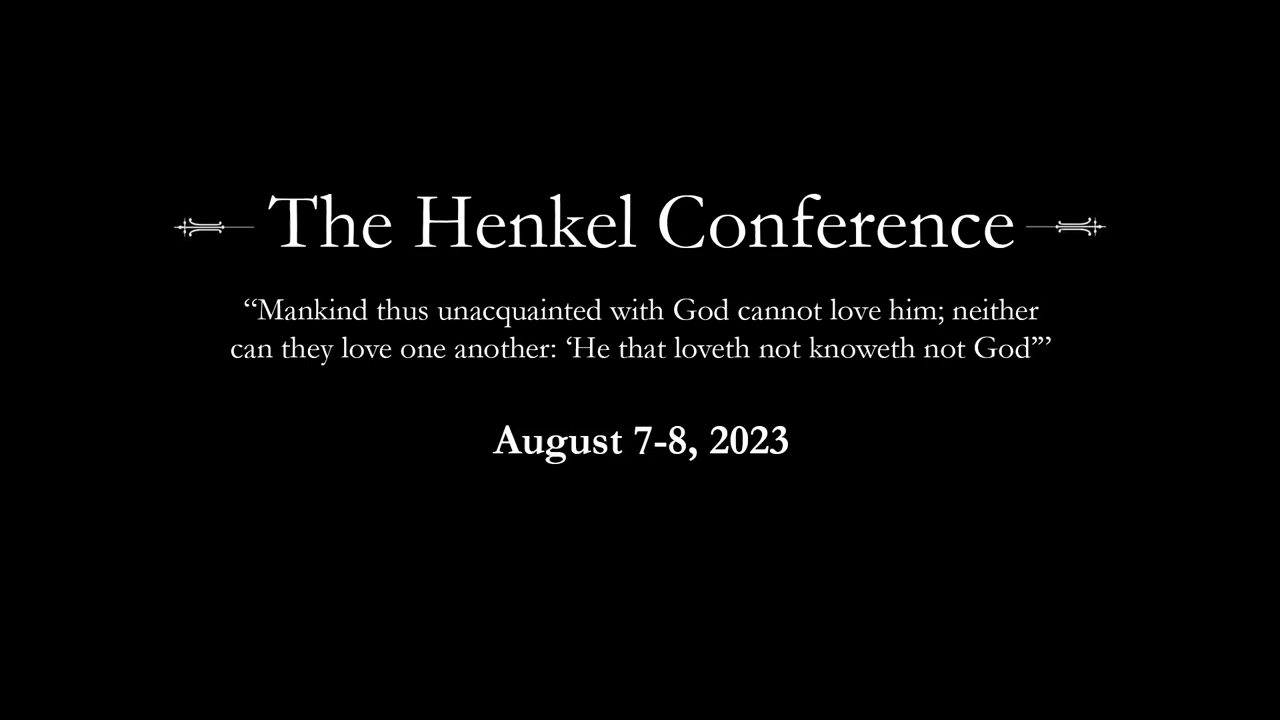 The Henkel Conference
“Mankind thus unacquainted with God cannot love him; neither
can they love one another: ‘He that loveth not knoweth not God”’
August 7-8, 2023